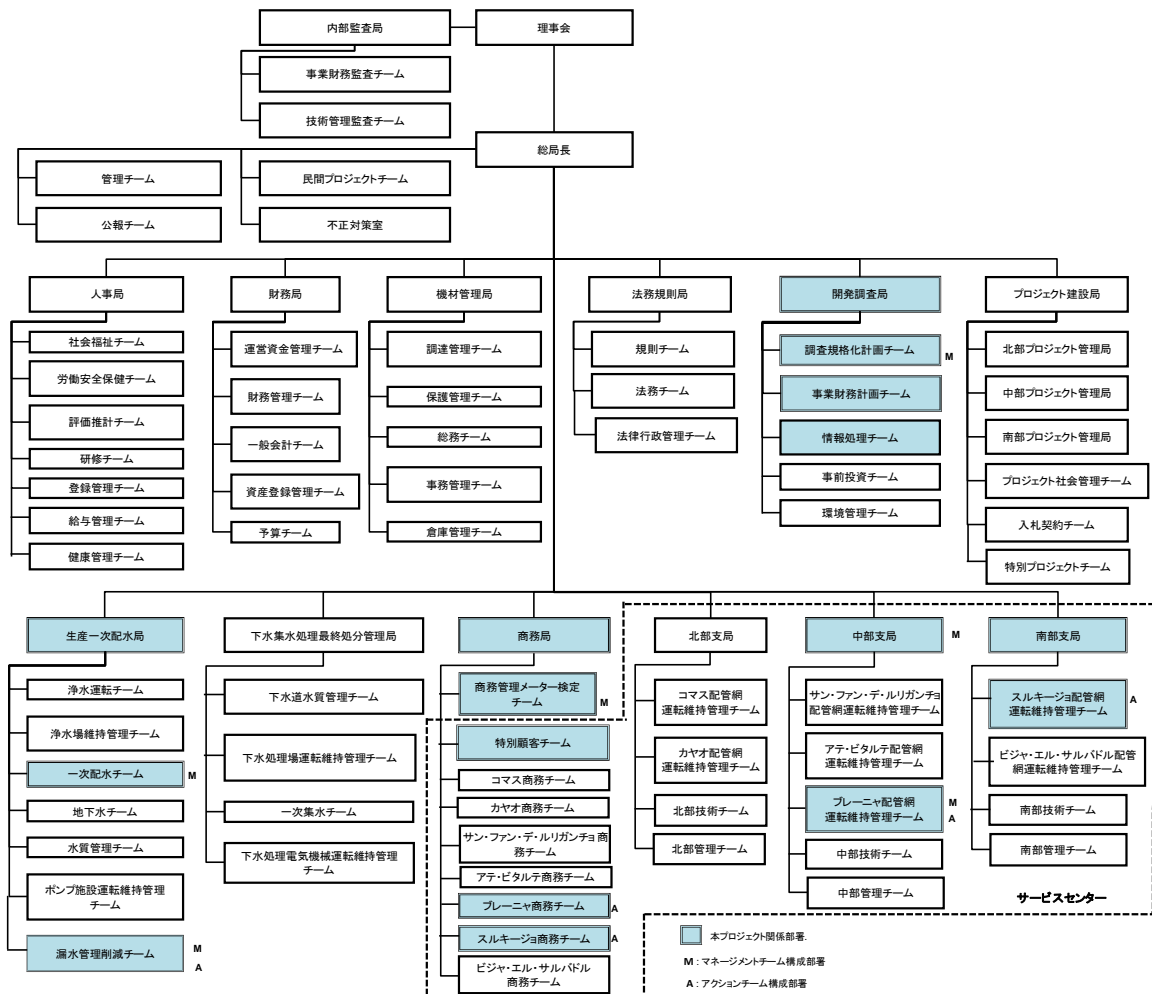 内部監査局
理事会
事業財務監査チーム
技術管理監査チーム
総局長
管理チーム
民間プロジェクトチーム
公報チーム
不正対策室
人事局
財務局
機材管理局
法務規則局
開発調査局
プロジェクト建設局
社会福祉チーム
労働安全保健チーム
評価推計チーム
研修チーム
登録管理チーム
給与管理チーム
健康管理チーム
運営資金管理チーム
財務管理チーム
一般会計チーム
資産登録管理チーム
予算チーム
調達管理チーム
保護管理チーム
総務チーム
事務管理チーム
倉庫管理チーム
規則チーム
法務チーム
法律行政管理チーム
調査規格化計画チーム
M
事業財務計画チーム
情報処理チーム
事前投資チーム
環境管理チーム
北部プロジェクト管理局
中部プロジェクト管理局
南部プロジェクト管理局
プロジェクト社会管理チーム
入札契約チーム
特別プロジェクトチーム
生産一次配水局
下水集水処理最終処分管理局
商務局
北部支局
中部支局
M
南部支局
浄水運転チーム
浄水場維持管理チーム
一次配水チーム
M
地下水チーム
水質管理チーム
ポンプ施設運転維持管理
チーム
漏水管理削減チーム
M
A
下水道水質管理チーム
下水処理場運転維持管理チーム
一次集水チーム
下水処理電気機械運転維持管理
チーム
商務管理メーター検定
チーム
M
特別顧客チーム
コマス商務チーム
カヤオ商務チーム
サン・ファン・デ・ルリガンチョ商
務チーム
アテ・ビタルテ商務チーム
ブレーニャ商務チーム
A
スルキージョ商務チーム
A
ビジャ・エル・サルバドル
商務チーム
コマス配管網
運転維持管理チーム
カヤオ配管網
運転維持管理チーム
北部技術チーム
北部管理チーム
サン・ファン・デ・ルリガンチョ
配管網運転維持管理チーム
アテ・ビタルテ配管網
運転維持管理チーム
ブレーニャ配管網
運転維持管理チーム
M
A
中部技術チーム
中部管理チーム
スルキージョ配管網
運転維持管理チーム
A
ビジャ・エル・サルバドル配管
網運転維持管理チーム
南部技術チーム
南部管理チーム
サービスセンター
本プロジェクト関係部署.
M：マネージメントチーム構成部署
A：アクションチーム構成部署